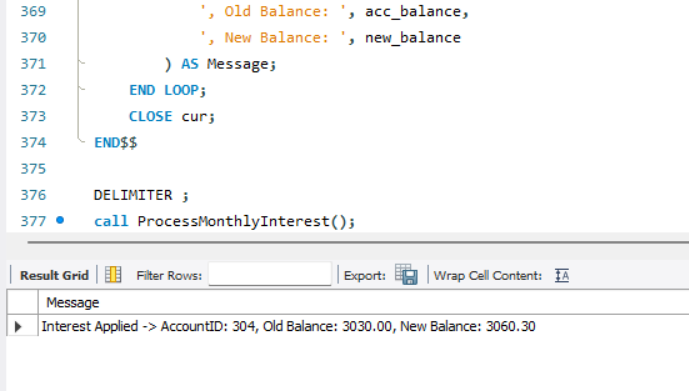 369 ', Old Balance: ', acc_balance,
370 ', New Balance: ', new_balance
371 ) AS Message;
372 END LOOP;
373 CLOSE cur;
374 END$$
375
376 DELIMITER ;
377 call ProcessMonthlyInterest();
Result Grid Filter Rows: Export: Wrap Cell Content:
Message
Interest Applied -> AccountID: 304, Old Balance: 3030.00, New Balance: 3060.30